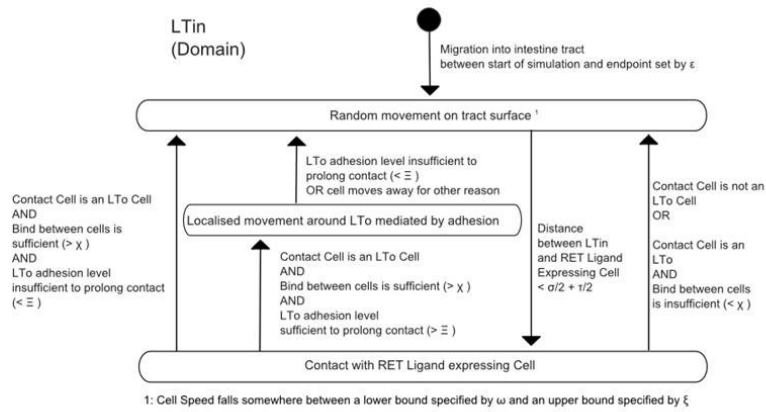 LTin
(Domain)
Migration into intestine tract
between start of simulation and endpoint set by ε
Random movement on tract surface ¹
LTo adhesion level insufficient to
prolong contact (< Ξ )
OR cell moves away for other reason
Contact Cell is an LTo Cell
AND
Bind between cells is
sufficient (> χ )
AND
LTo adhesion level
insufficient to prolong contact
(< Ξ )
Localised movement around LTo mediated by adhesion
Contact Cell is an LTo Cell
AND
Bind between cells is sufficient (> χ )
AND
LTo adhesion level
sufficient to prolong contact (> Ξ )
Distance
between LTin
and RET Ligand
Expressing Cell
< σ/2 + τ/2
Contact Cell is not an
LTo Cell
OR
Contact Cell is an
LTo
AND
Bind between cells
is insufficient (< χ )
Contact with RET Ligand expressing Cell
1: Cell Speed falls somewhere between a lower bound specified by ω and an upper bound specified by ξ